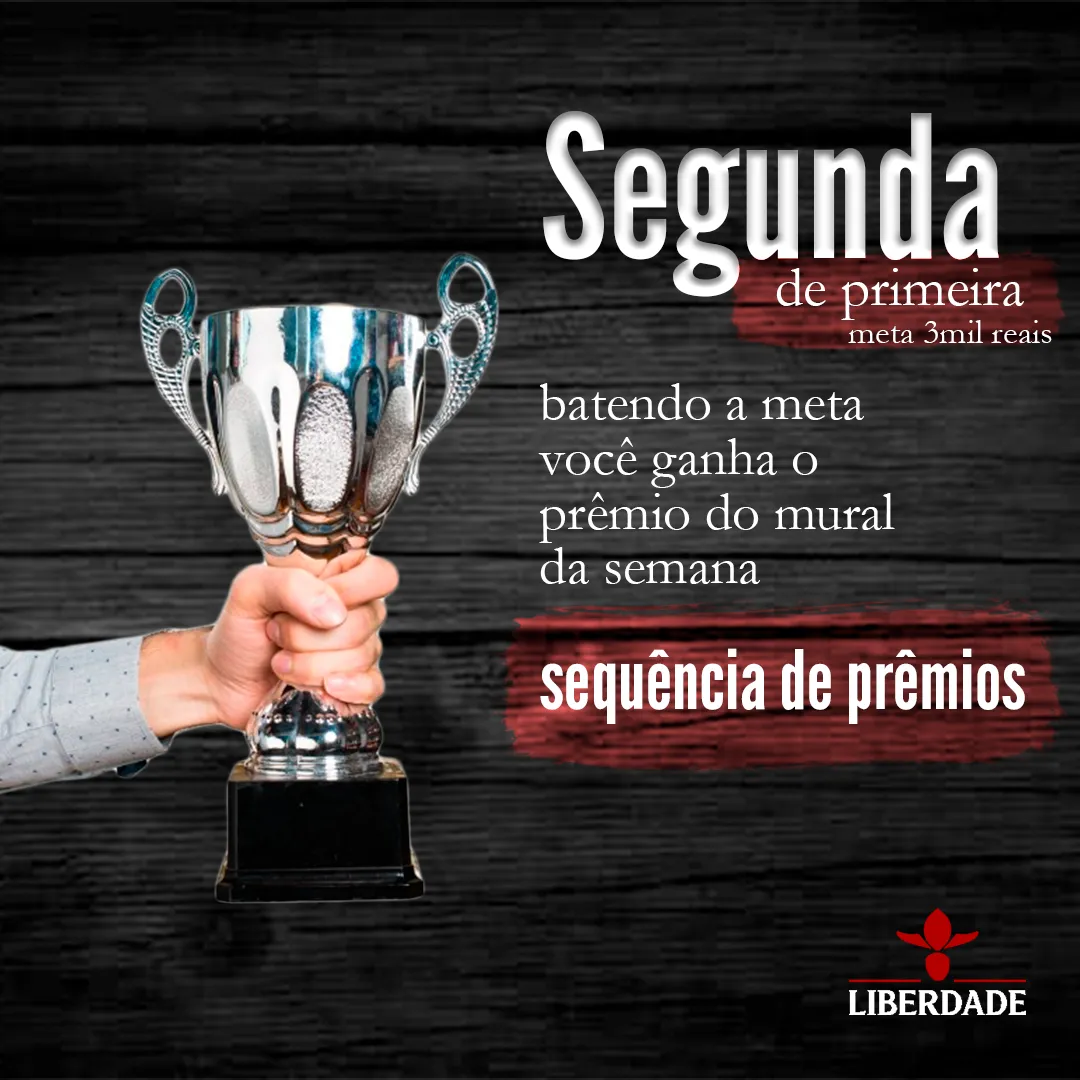 Segunda
de primeira
meta 3mil reais
batendo a meta
você ganha o
prêmio do mural
da semana
sequência de prêmios
LIBERDADE